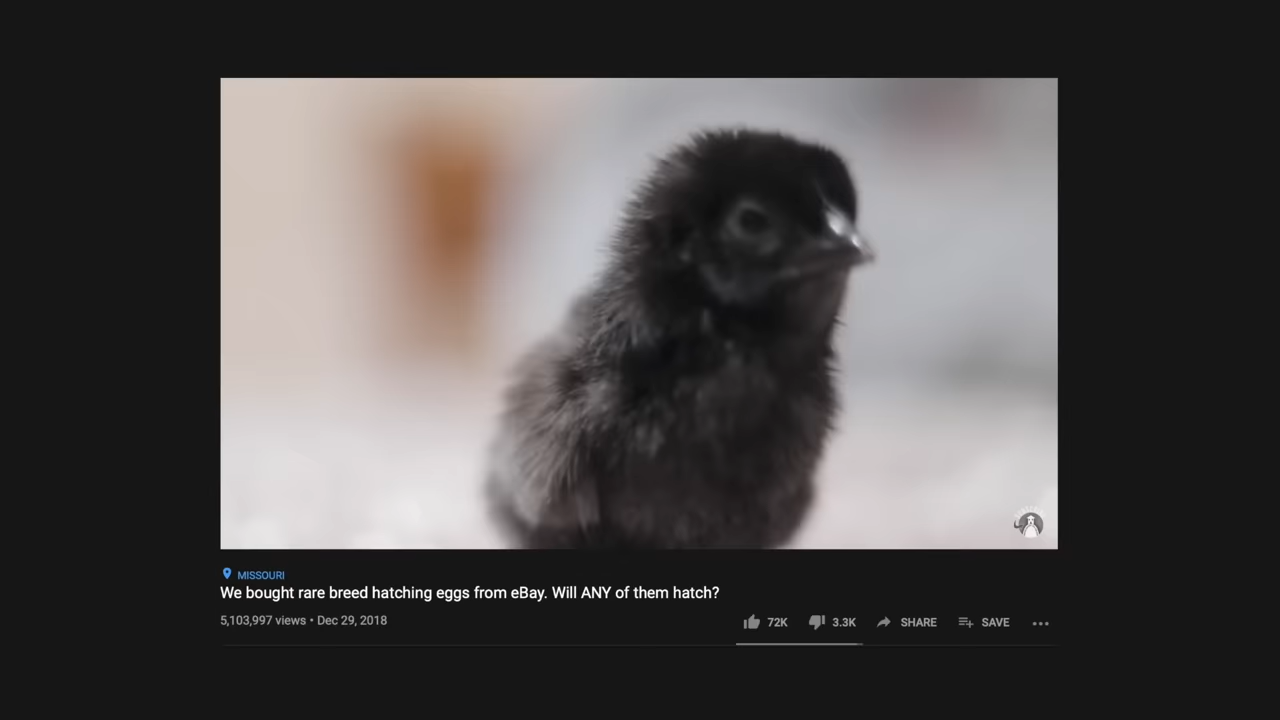 MISSOURI
We bought rare breed hatching eggs from eBay. Will ANY of them hatch?
5,103,997 views • Dec 29, 2018
72K 3.3K SHARE SAVE